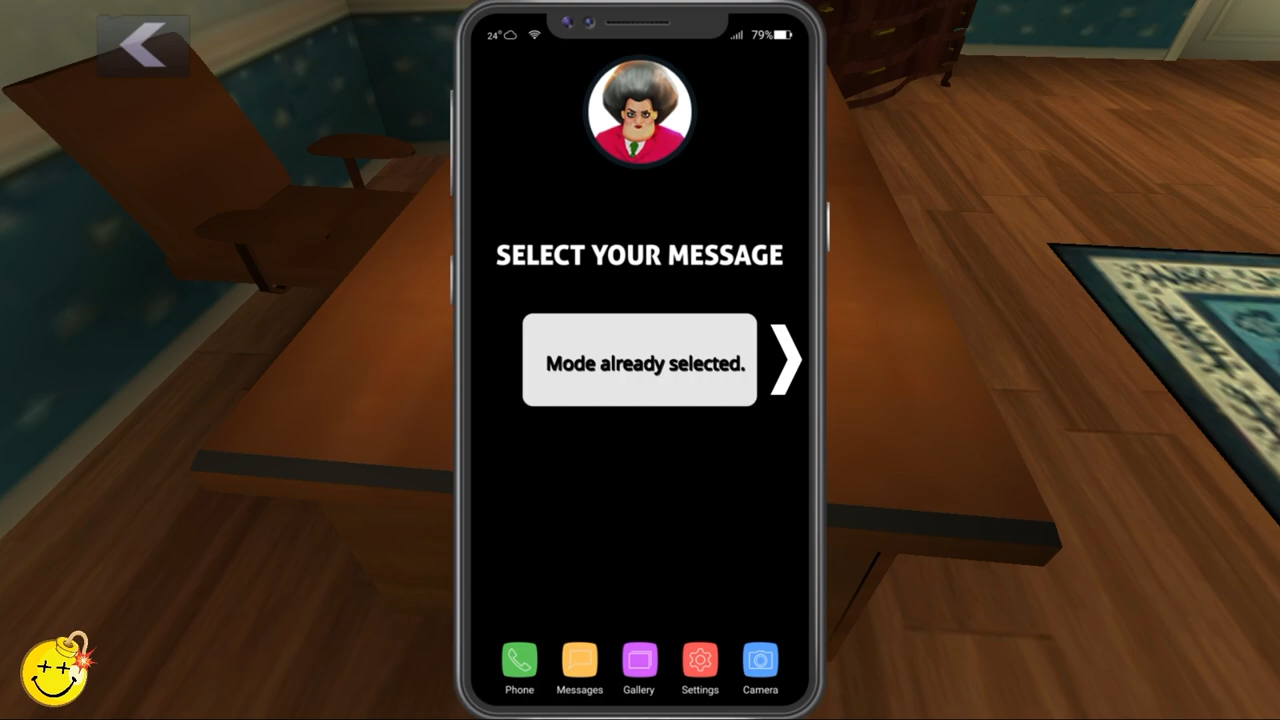 24°
79%
SELECT YOUR MESSAGE
Mode already selected.
Phone
Messages
Gallery
Settings
Camera